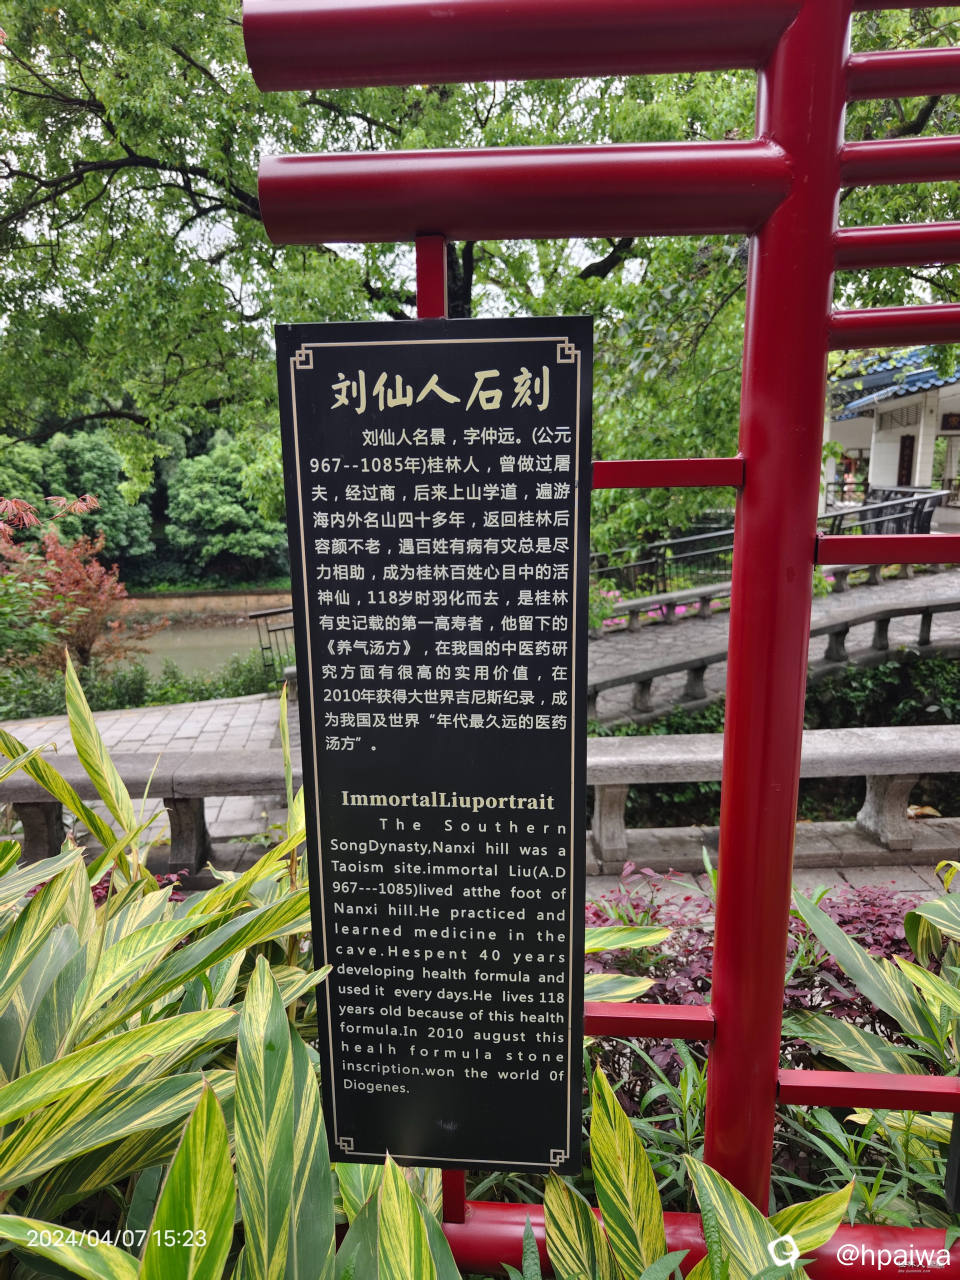 刘仙人石刻
刘仙人名景，字仲远。(公元
967--1085年)桂林人，曾做过屠
夫，经过商，后来上山学道，遍游
海内外名山四十多年，返回桂林后
容颜不老，遇百姓有病有灾总是尽
力相助，成为桂林百姓心目中的活
神仙，118岁时羽化而去，是桂林
有史记载的第一高寿者，他留下的
《养气汤方》，在我国的中医药研
究方面有很高的实用价值，在
2010年获得大世界吉尼斯纪录，成
为我国及世界“年代最久远的医药
汤方”。
ImmortalLiuportrait
The Southern
SongDynasty,Nanxi hill was a
Taoism site.immortal Liu(A.D
967---1085)lived atthe foot of
Nanxi hill.He practiced and
learned medicine in the
cave.Hespent 40 years
developing health formula and
used it every days.He lives 118
years old because of this health
formula.In 2010 august this
healh formula stone
inscription.won the world 0f
Diogenes.
2024/04/07 15:23
@hpaiwa